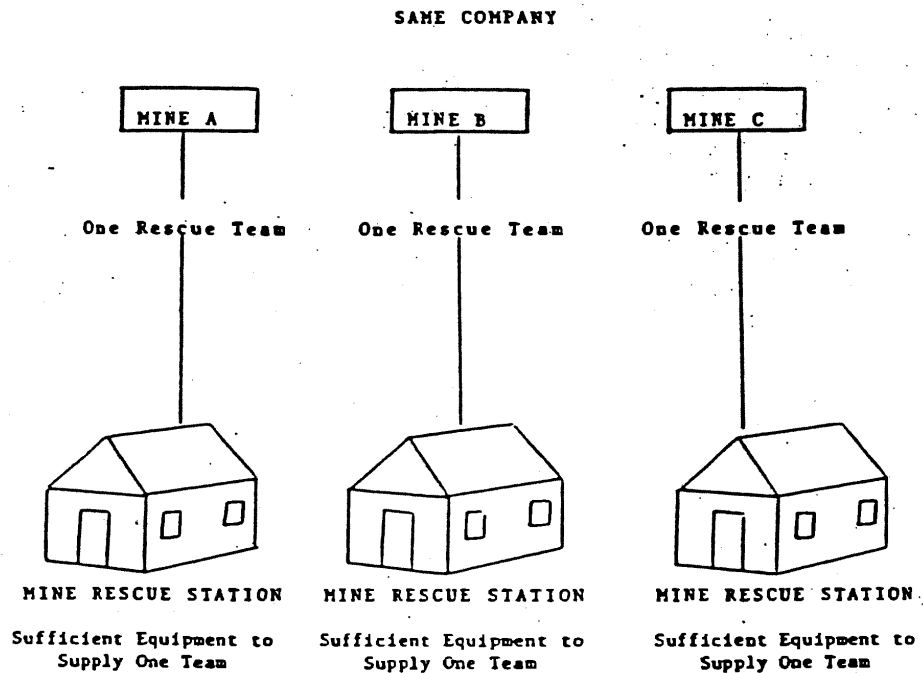 SAME COMPANY
MINE A
MINE B
MINE C
One Rescue Team
One Rescue Team
One Rescue Team
MINE RESCUE STATION
MINE RESCUE STATION
MINE RESCUE STATION
Sufficient Equipment to
Supply One Team
Sufficient Equipment to
Supply One Team
Sufficient Equipment to
Supply One Team